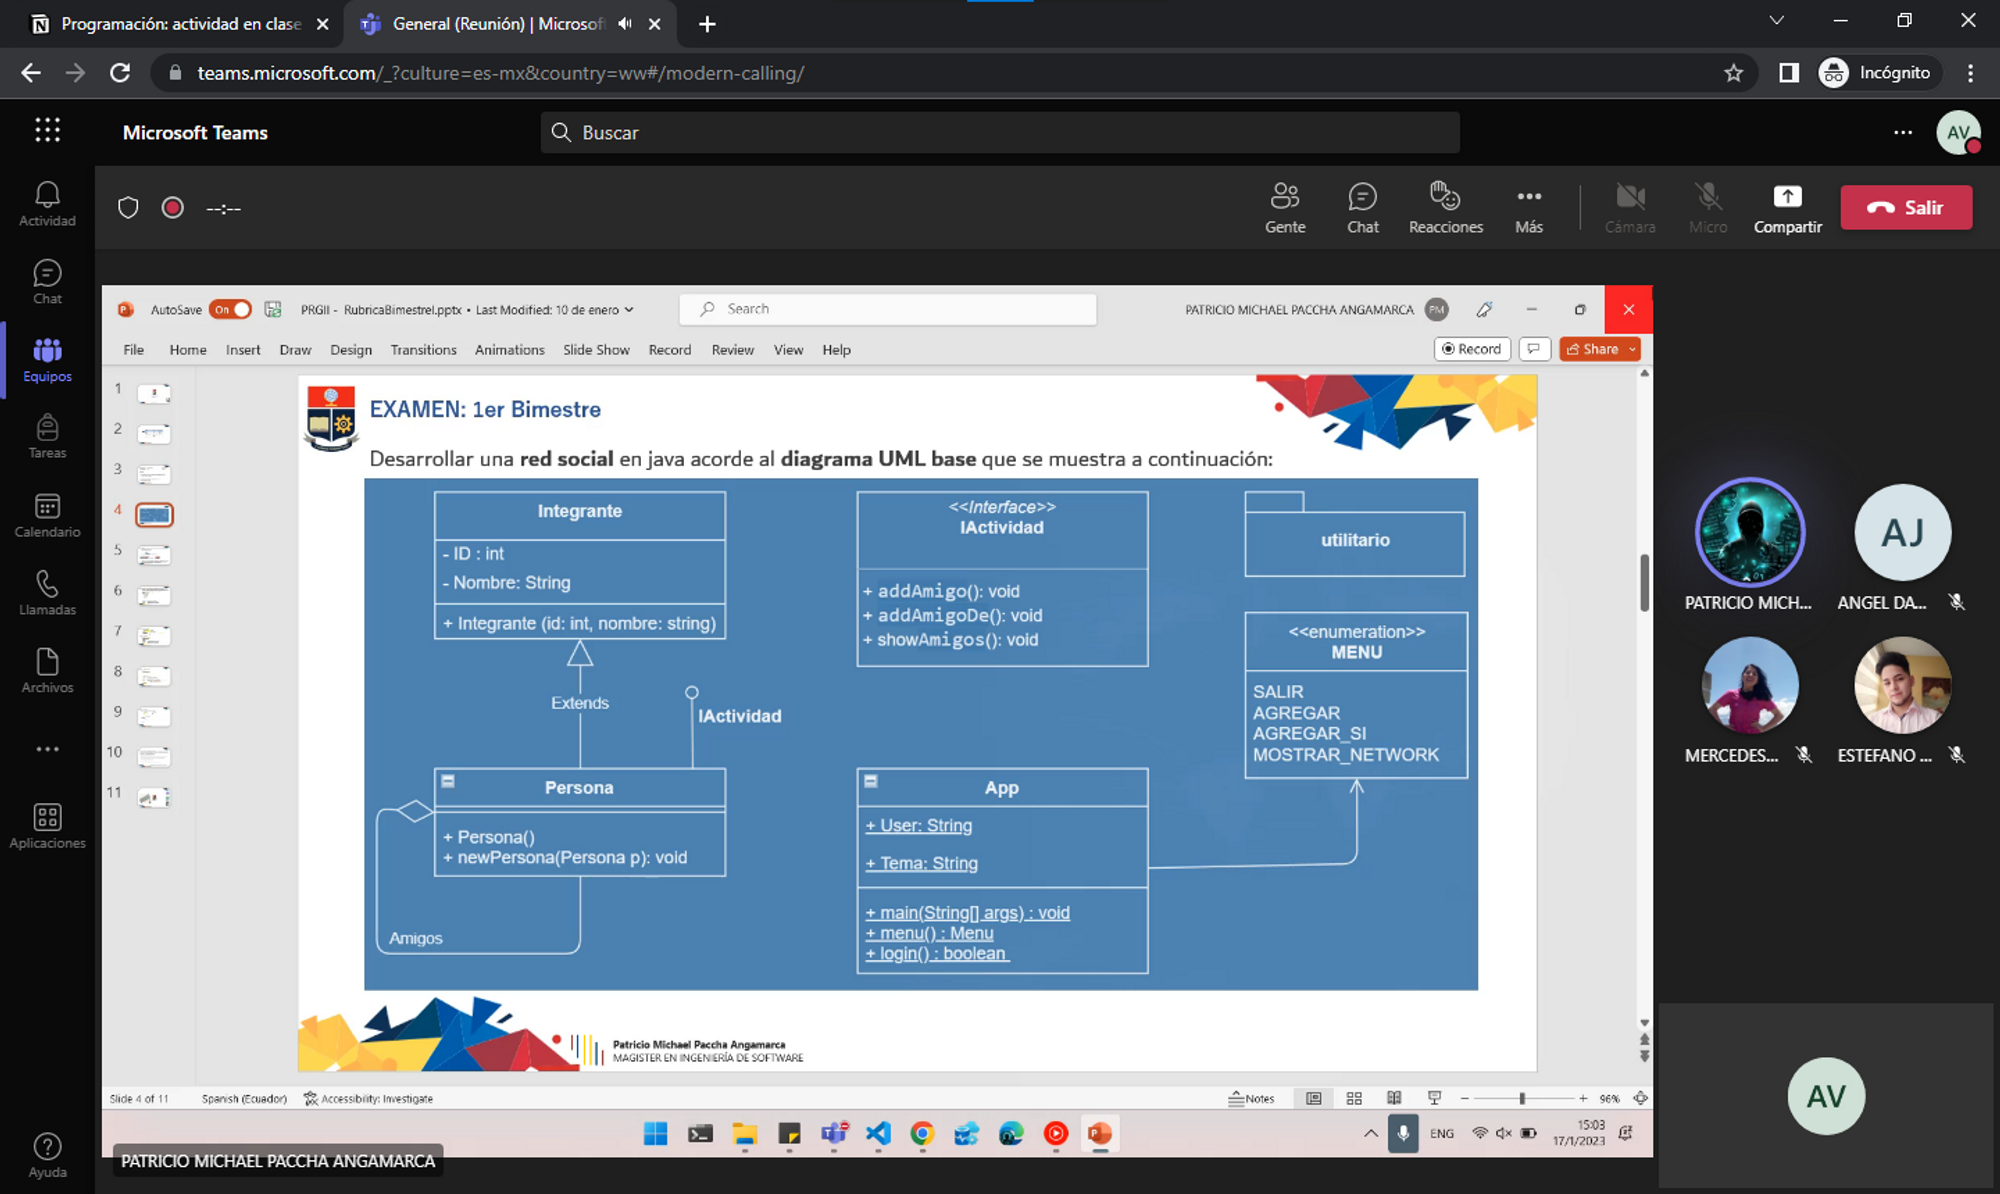 Programación: actividad en clase
General (Reunión) | Microsof
teams.microsoft.com/_?culture=es-mx&country=ww#/modern-calling/
Incógnito
Microsoft Teams
Buscar
AV
Actividad
Chat
Equipos
Tareas
Calendario
Llamadas
Archivos
Aplicaciones
Ayuda
--:--
Gente
Chat
Reacciones
Más
Cámara
Micro
Compartir
Salir
AutoSave
On
PRGII - RubricaBimestrel.pptx • Last Modified: 10 de enero
Search
PATRICIO MICHAEL PACCHA ANGAMARCA
PM
File Home Insert Draw Design Transitions Animations Slide Show Record Review View Help
Record
Share
1
2
3
4
5
6
7
8
9
10
11
EXAMEN: 1er Bimestre
Desarrollar una red social en java acorde al diagrama UML base que se muestra a continuación:
Integrante
- ID : int
- Nombre: String
+ Integrante (id: int, nombre: string)
Extends
IActividad
Persona
+ Persona()
+ newPersona(Persona p): void
Amigos
<<Interface>>
IActividad
+ addAmigo(): void
+ addAmigoDe(): void
+ showAmigos(): void
App
+ User: String
+ Tema: String
+ main(String[] args) : void
+ menu() : Menu
+ login() : boolean
utilitario
<<enumeration>>
MENU
SALIR
AGREGAR
AGREGAR_SI
MOSTRAR_NETWORK
Patricio Michael Paccha Angamarca
MAGISTER EN INGENIERÍA DE SOFTWARE
Slide 4 of 11
Spanish (Ecuador)
Accessibility: Investigate
Notes
96%
ENG
15:03
17/1/2023
PATRICIO MICHAEL PACCHA ANGAMARCA
PATRICIO MICH...
AJ
ANGEL DA...
MERCEDES...
ESTEFANO ...
AV